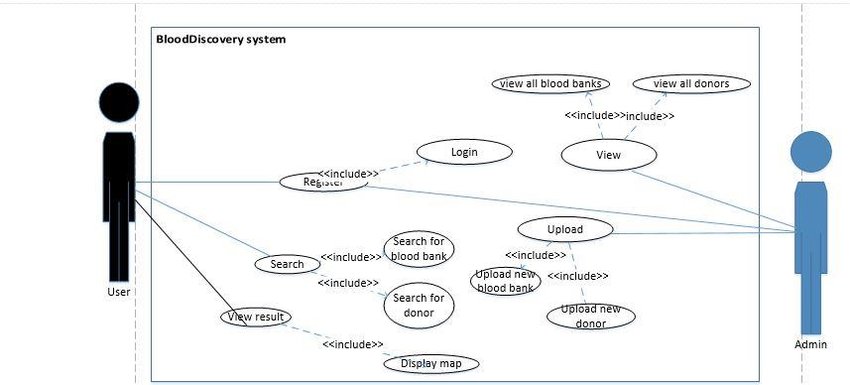 BloodDiscovery system
view all blood banks
view all donors
<<include>>
include>>
Login
View
<<include>>
Register
Upload
Search for
blood bank
<<include>>
<<include>>
Search
Upload new
blood bank
<<include>>
<<include>>
Search for
donor
User
View result
Upload new
donor
<<include>>
Admin
Display map